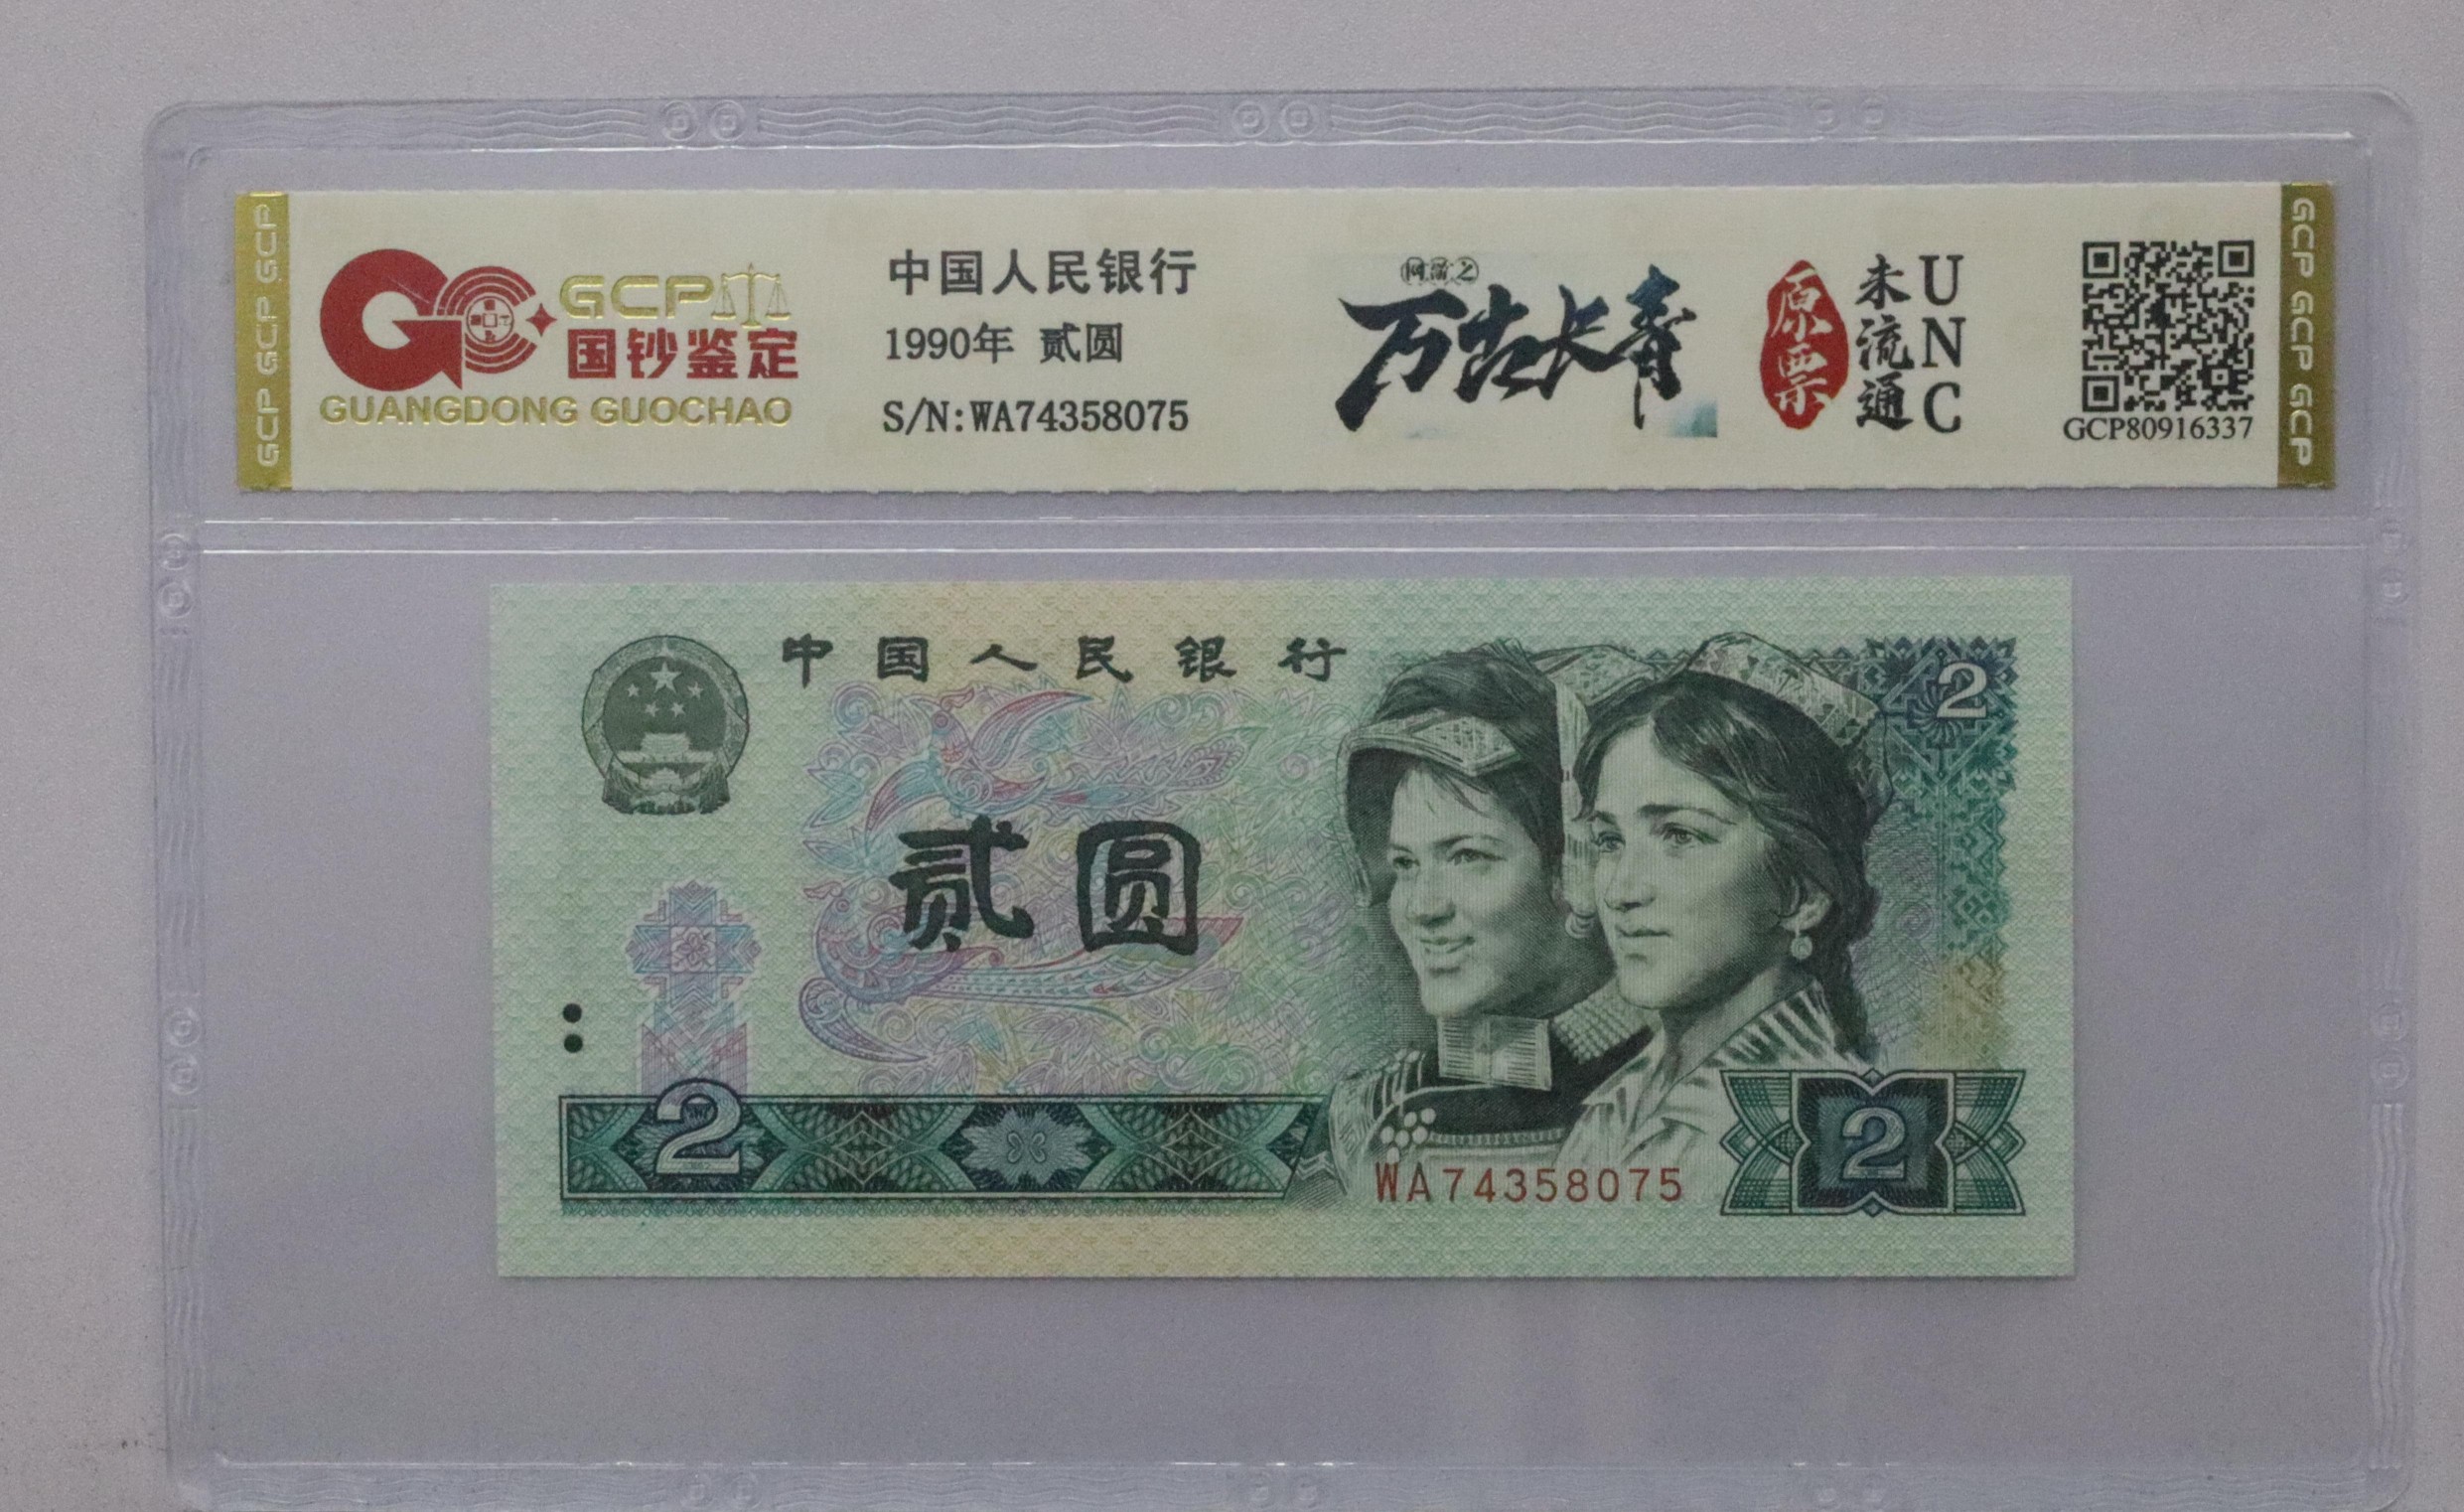 GCP GCP GCP
GCP
国钞鉴定
GUANGDONG GUOCHAO
中国人民银行
1990年 贰圆
S/N:WA74358075
万古长青
原票
未流通
UNC
GCP80916337
GCP GCP GCP
中国人民银行
2
贰圆
2
WA74358075
2